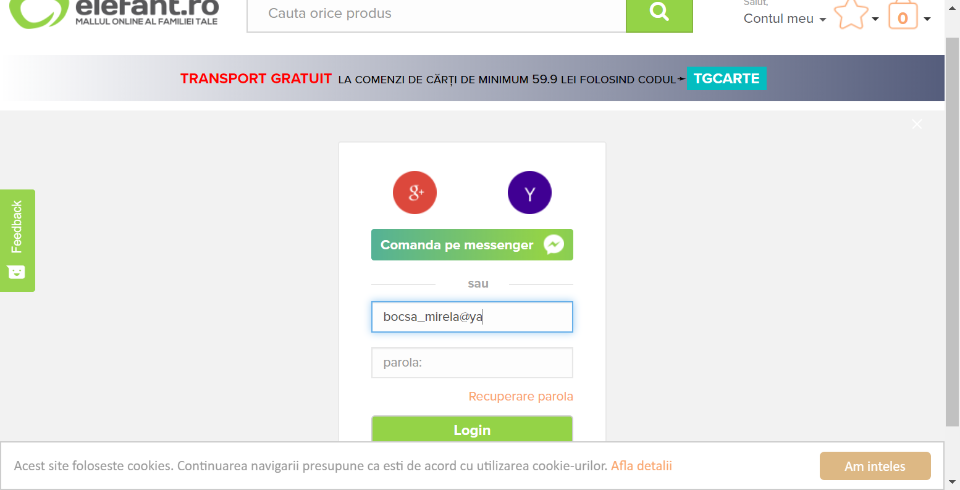 elefant.ro
MALLUL ONLINE AL FAMILIEI TALE
Cauta orice produs
Salut,
Contul meu
0
TRANSPORT GRATUIT LA COMENZI DE CĂRȚI DE MINIMUM 59.9 LEI FOLOSIND CODUL TGCARTE
×
Feedback
g+
Y
Comanda pe messenger
sau
bocsa_mirela@ya
parola:
Recuperare parola
Login
Acest site foloseste cookies. Continuarea navigarii presupune ca esti de acord cu utilizarea cookie-urilor. Afla detalii
Am inteles